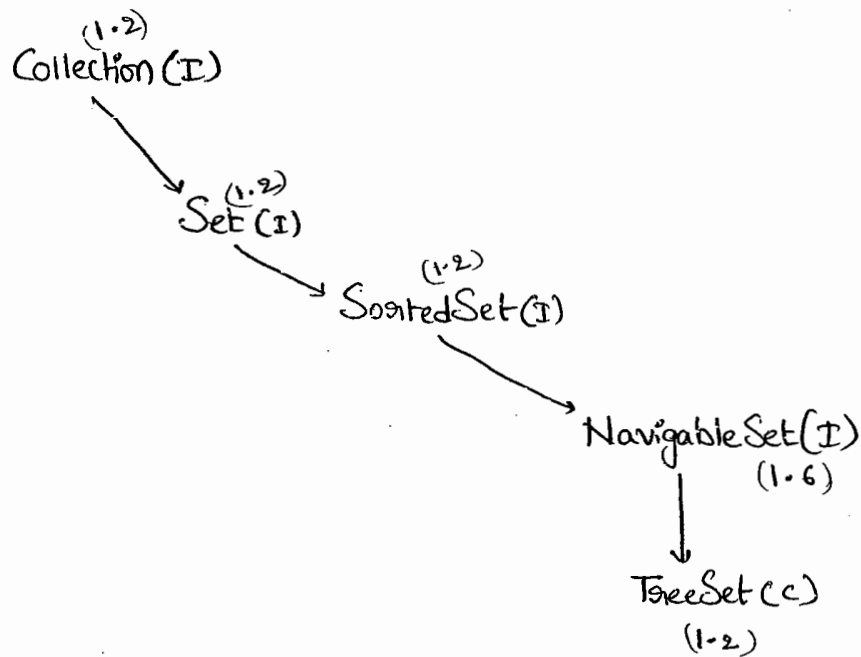 (1.2)
Collection (I)
(1.2)
Set (I)
(1.2)
SortedSet (I)
NavigableSet (I)
(1.6)
TreeSet (C)
(1.2)